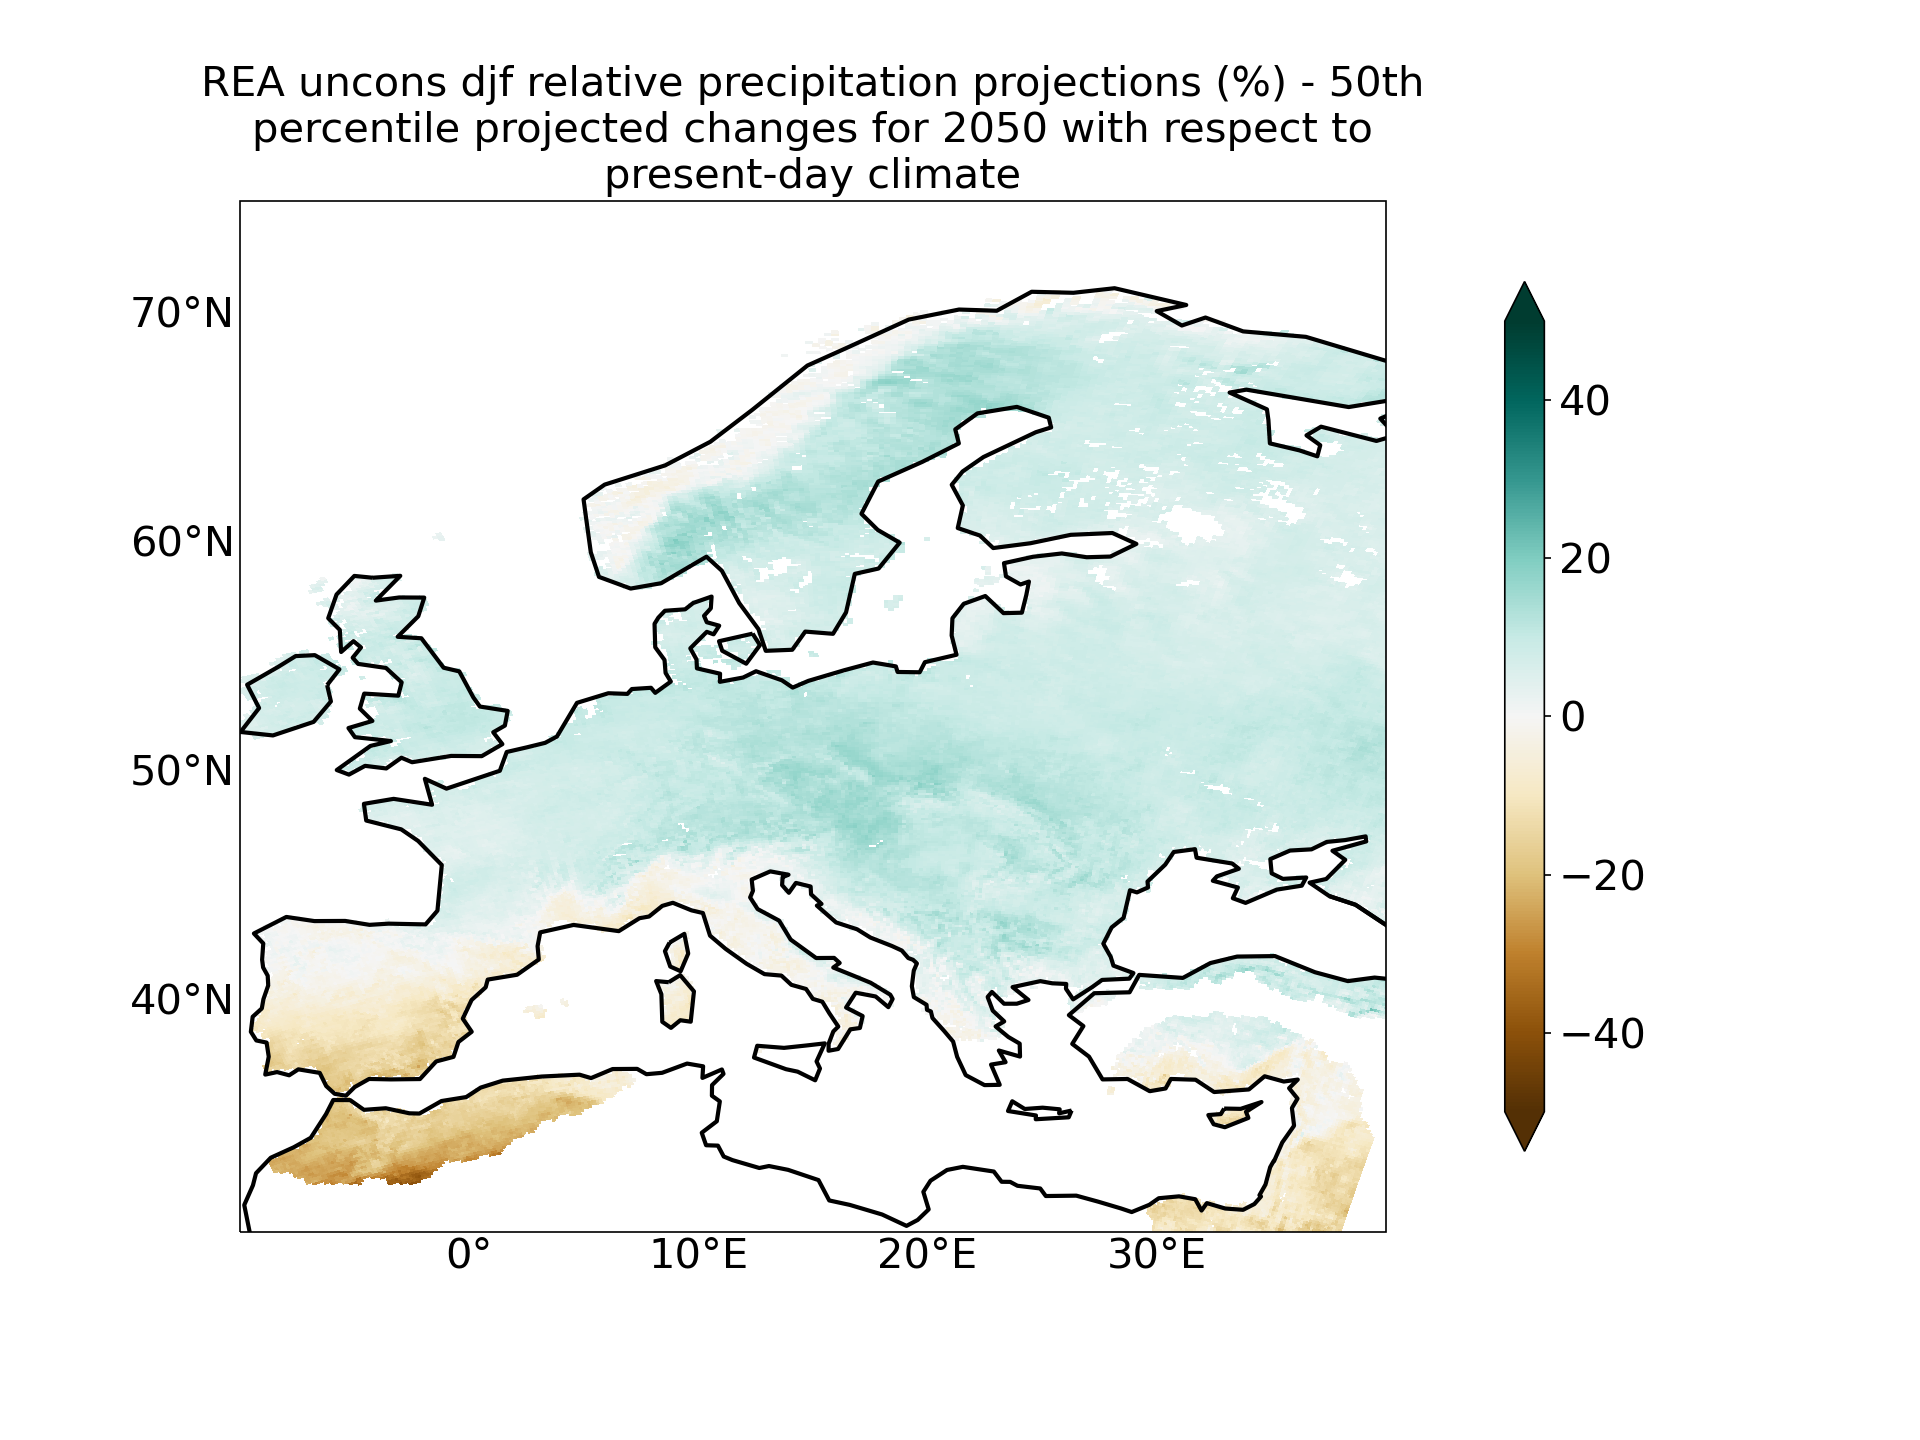 REA uncons djf relative precipitation projections (%) - 50th
percentile projected changes for 2050 with respect to
present-day climate
70°N
60°N
50°N
40°N
0°
10°E
20°E
30°E
40
20
0
−20
−40